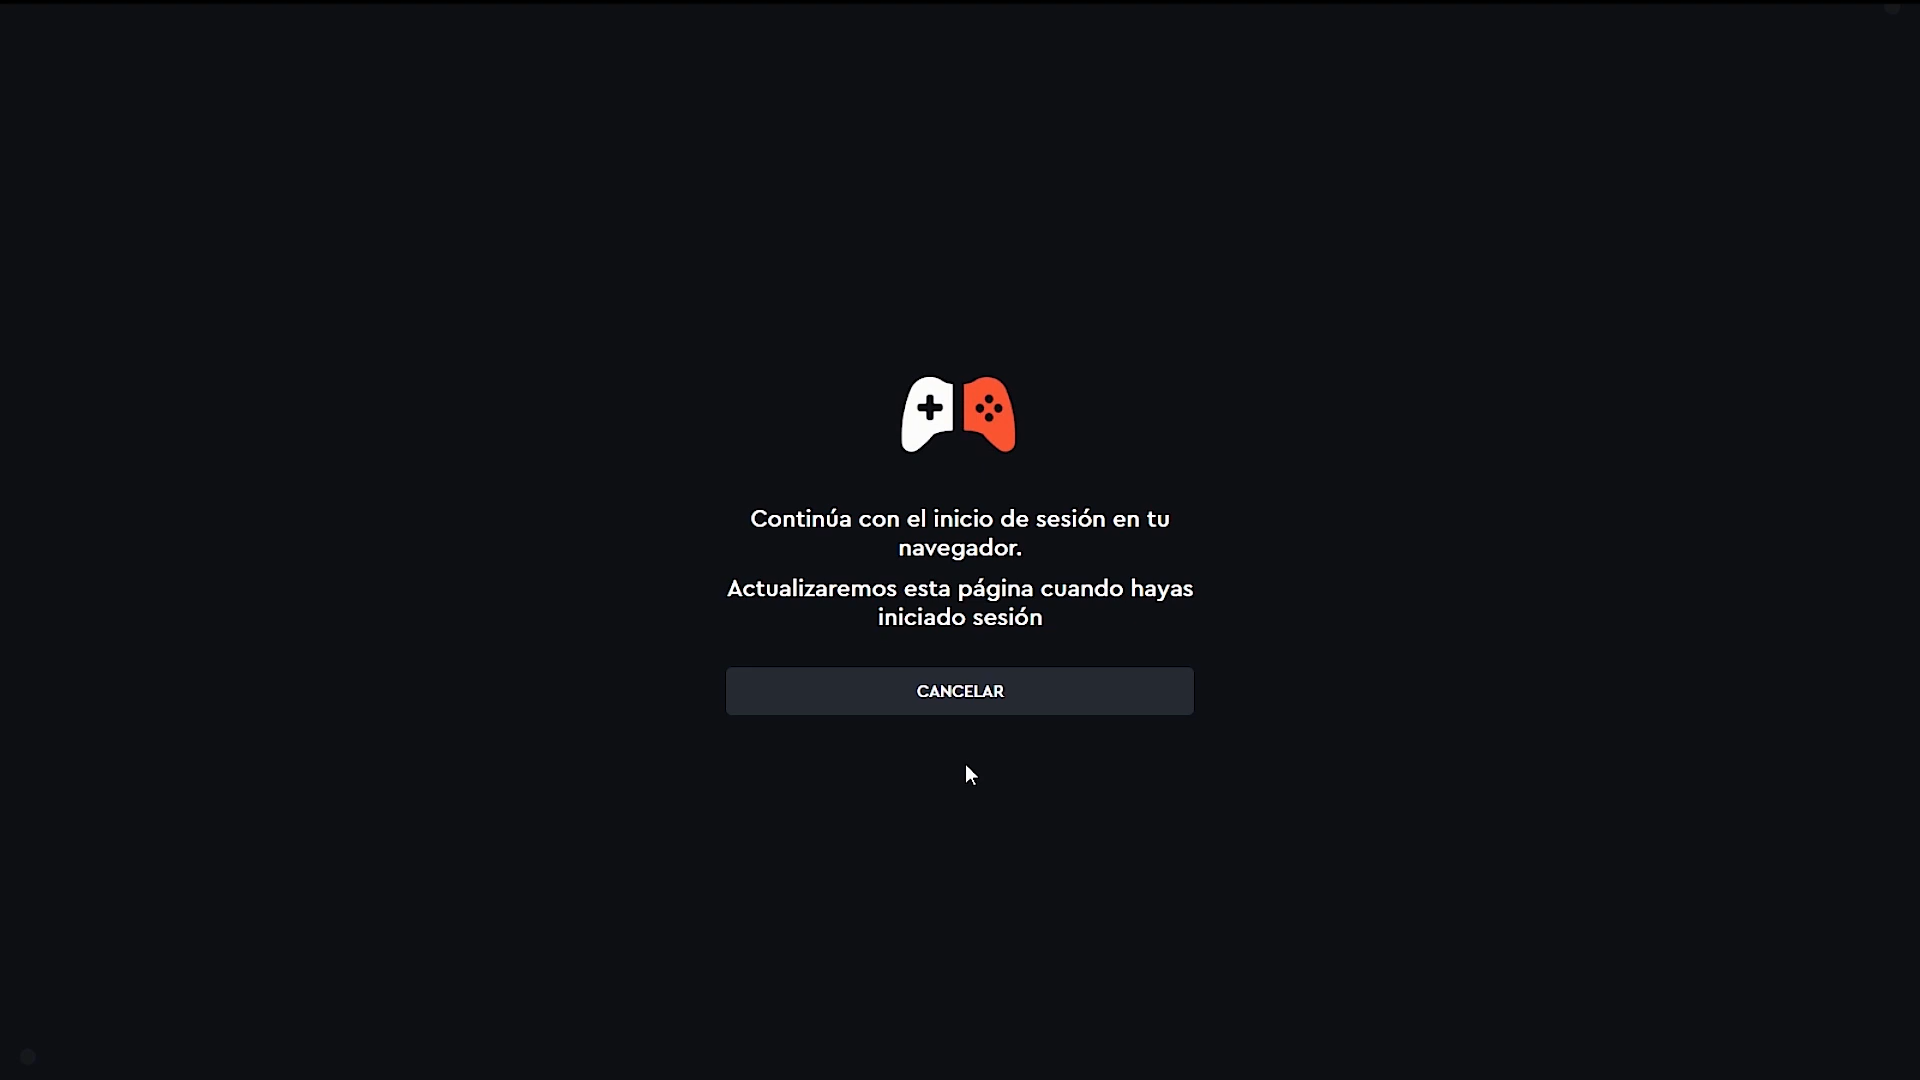 Continúa con el inicio de sesión en tu
navegador.
Actualizaremos esta página cuando hayas
iniciado sesión
CANCELAR